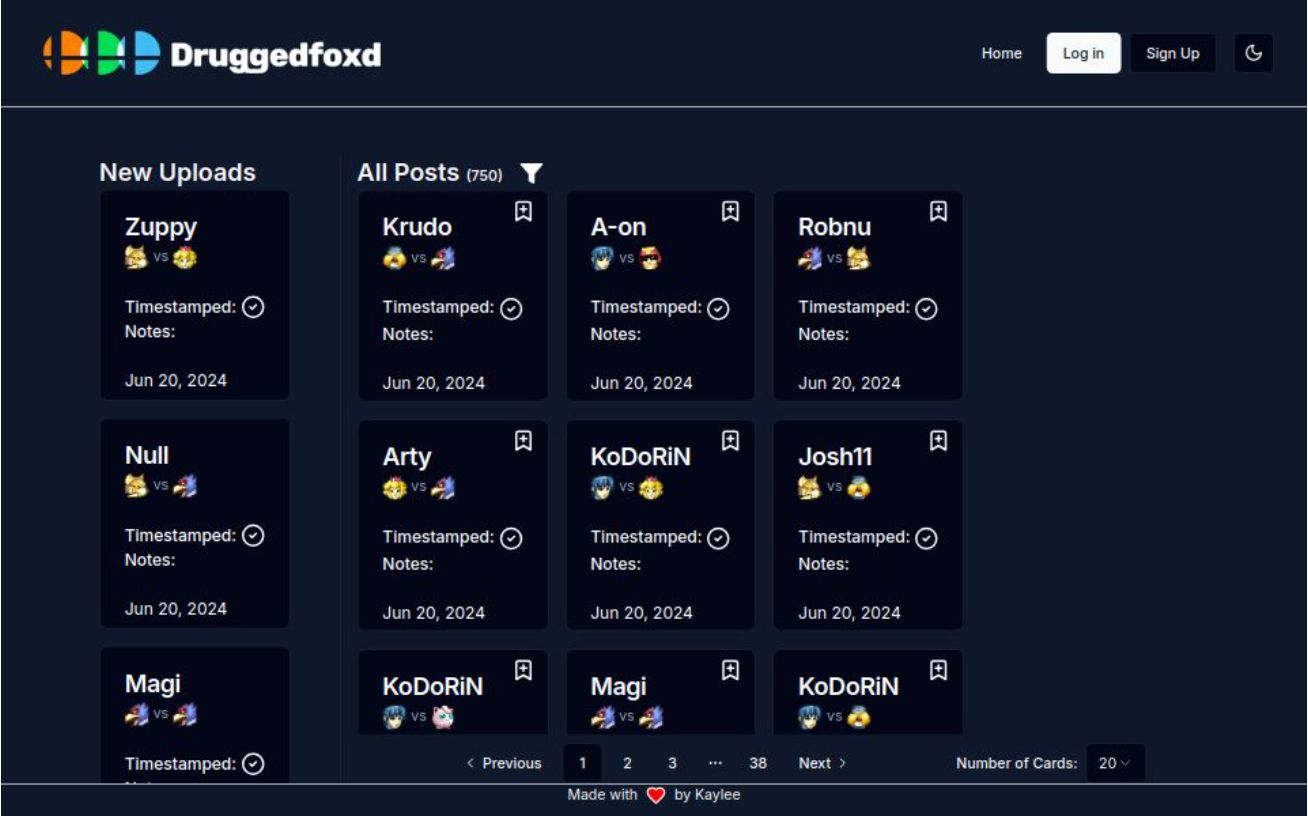 Druggedfoxd
Home Log in Sign Up
New Uploads
Zuppy
vs
Timestamped:
Notes:
Jun 20, 2024
Null
vs
Timestamped:
Notes:
Jun 20, 2024
Magi
vs
Timestamped:
All Posts (750)
Krudo
vs
Timestamped:
Notes:
Jun 20, 2024
A-on
vs
Timestamped:
Notes:
Jun 20, 2024
Robnu
vs
Timestamped:
Notes:
Jun 20, 2024
Arty
vs
Timestamped:
Notes:
Jun 20, 2024
KoDoRiN
vs
Timestamped:
Notes:
Jun 20, 2024
Josh11
vs
Timestamped:
Notes:
Jun 20, 2024
KoDoRiN
vs
Magi
vs
KoDoRiN
vs
Previous 1 2 3 ... 38 Next
Number of Cards: 20
Made with by Kaylee